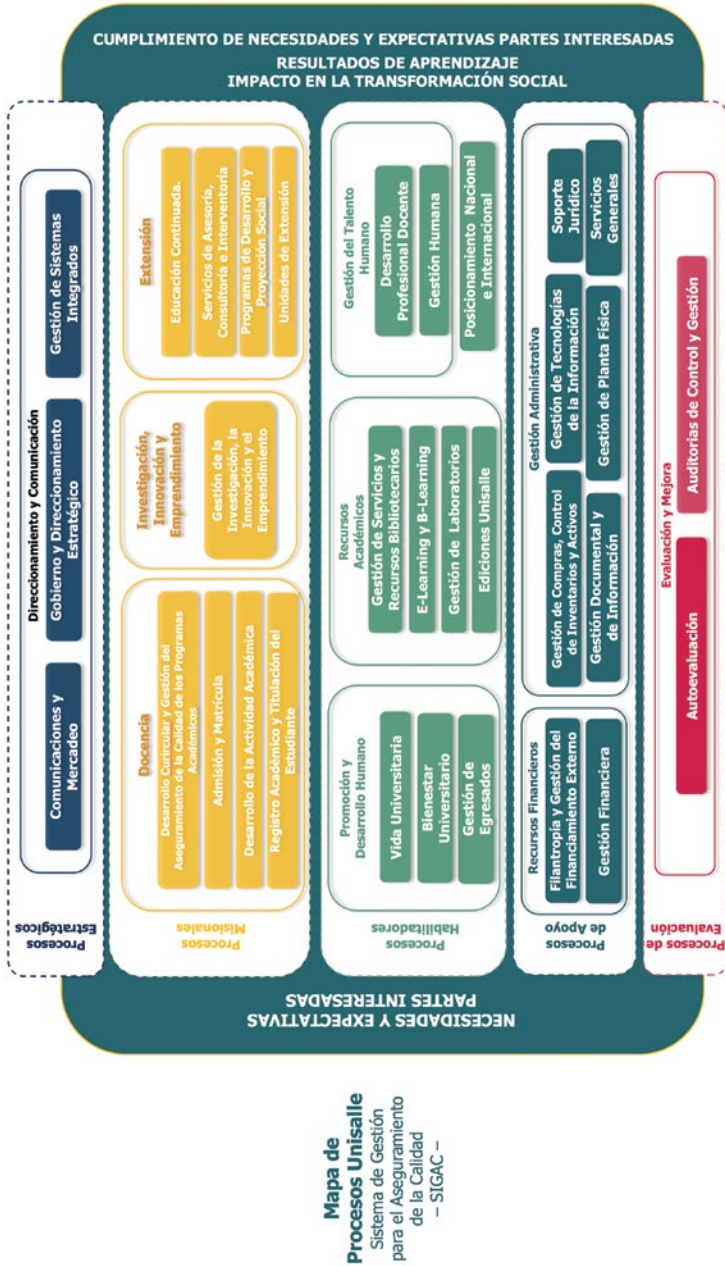 Mapa de
Procesos Unisalle
Sistema de Gestión
para el Aseguramiento
de la Calidad
– SIGAC –
NECESIDADES Y EXPECTATIVAS
PARTES INTERESADAS
Procesos
Estratégicos
Direccionamiento y Comunicación
Comunicaciones y
Mercadeo
Gobierno y Direccionamiento
Estratégico
Gestión de Sistemas
Integrados
Procesos
Misionales
Docencia
Desarrollo Curicular y Gestión del
Aseguramiento de la Calidad de los Programas
Académicos
Admisión y Matrícula
Desarrollo de la Actividad Académica
Registro Académico y Titulación del
Estudiante
Investigación,
Innovación y
Emprendimiento
Gestión de la
Investigación, la
Innovación y el
Emprendimiento
Extensión
Educación Continuada.
Servicios de Asesoría,
Consultoría e Interventoría
Programas de Desarrollo y
Proyección Social
Unidades de Extensión
Procesos
Habilitadores
Promoción y
Desarrollo Humano
Vida Universitaria
Bienestar
Universitario
Gestión de
Egresados
Recursos
Académicos
Gestión de Servicios y
Recursos Bibliotecarios
E-Learning y B-Learning
Gestión de Laboratorios
Ediciones Unisalle
Gestión del Talento
Humano
Desarrollo
Profesional Docente
Gestión Humana
Posicionamiento Nacional
e Internacional
Procesos
de Apoyo
Recursos Financieros
Filantropía y Gestión del
Financiamiento Externo
Gestión Financiera
Gestión Administrativa
Gestión de Compras, Control
de Inventarios y Activos
Gestión de Tecnologías
de la Información
Soporte
Jurídico
Gestión Documental y
de Información
Gestión de Planta Física
Servicios
Generales
Procesos de
Evaluación
Evaluación y Mejora
Autoevaluación
Auditorias de Control y Gestión
CUMPLIMIENTO DE NECESIDADES Y EXPECTATIVAS PARTES INTERESADAS
RESULTADOS DE APRENDIZAJE
IMPACTO EN LA TRANSFORMACIÓN SOCIAL